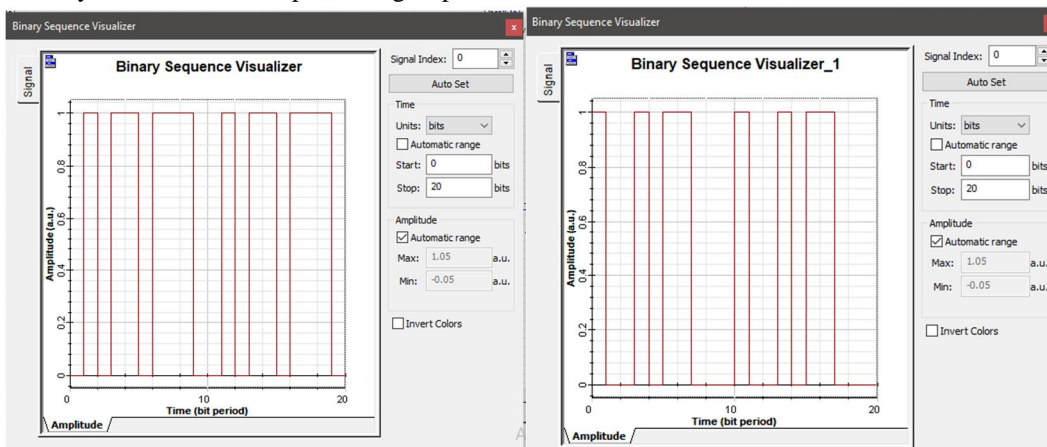 Binary Sequence Visualizer
x
Signal
Binary Sequence Visualizer
Amplitude (a.u.)
1
0.8
0.6
0.4
0.2
0
0
10
20
Time (bit period)
Amplitude
Signal Index: 0
Auto Set
Time
Units: bits
Automatic range
Start: 0 bits
Stop: 20 bits
Amplitude
Automatic range
Max: 1.05 a.u.
Min: -0.05 a.u.
Invert Colors
Binary Sequence Visualizer
Signal
Binary Sequence Visualizer_1
Amplitude (a.u.)
1
0.8
0.6
0.4
0.2
0
0
10
20
Time (bit period)
Amplitude
Signal Index: 0
Auto Set
Time
Units: bits
Automatic range
Start: 0 bits
Stop: 20 bits
Amplitude
Automatic range
Max: 1.05 a.u.
Min: -0.05 a.u.
Invert Colors